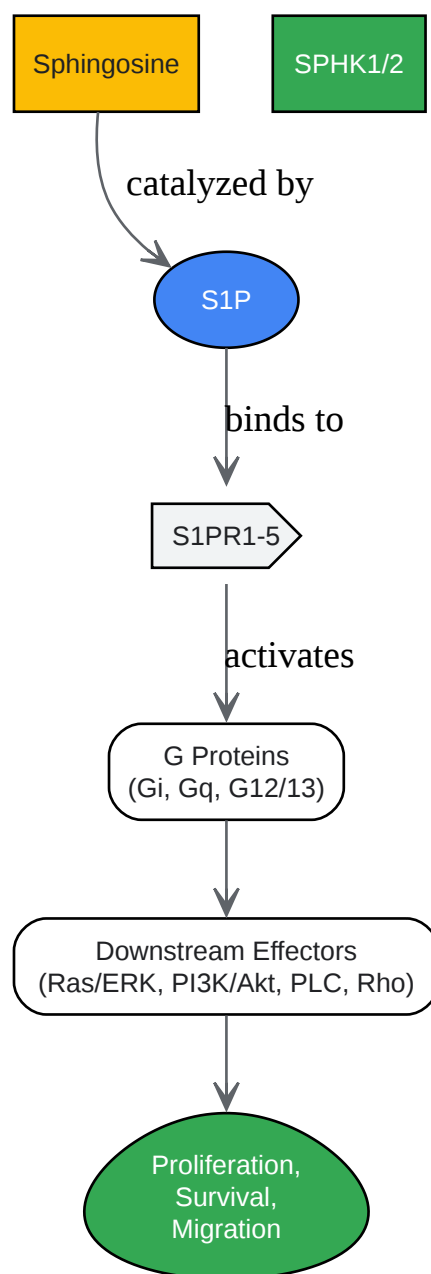 Sphingosine
SPHK1/2
catalyzed by
S1P
binds to
S1PR1-5
activates
G Proteins
(Gi, Gq, G12/13)
Downstream Effectors
(Ras/ERK, PI3K/Akt, PLC, Rho)
Proliferation,
Survival,
Migration